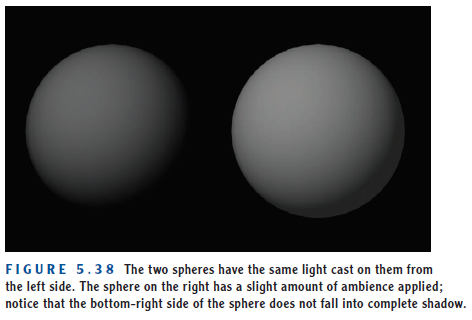 FIGURE 5.38 The two spheres have the same light cast on them from
the left side. The sphere on the right has a slight amount of ambience applied;
notice that the bottom-right side of the sphere does not fall into complete shadow.